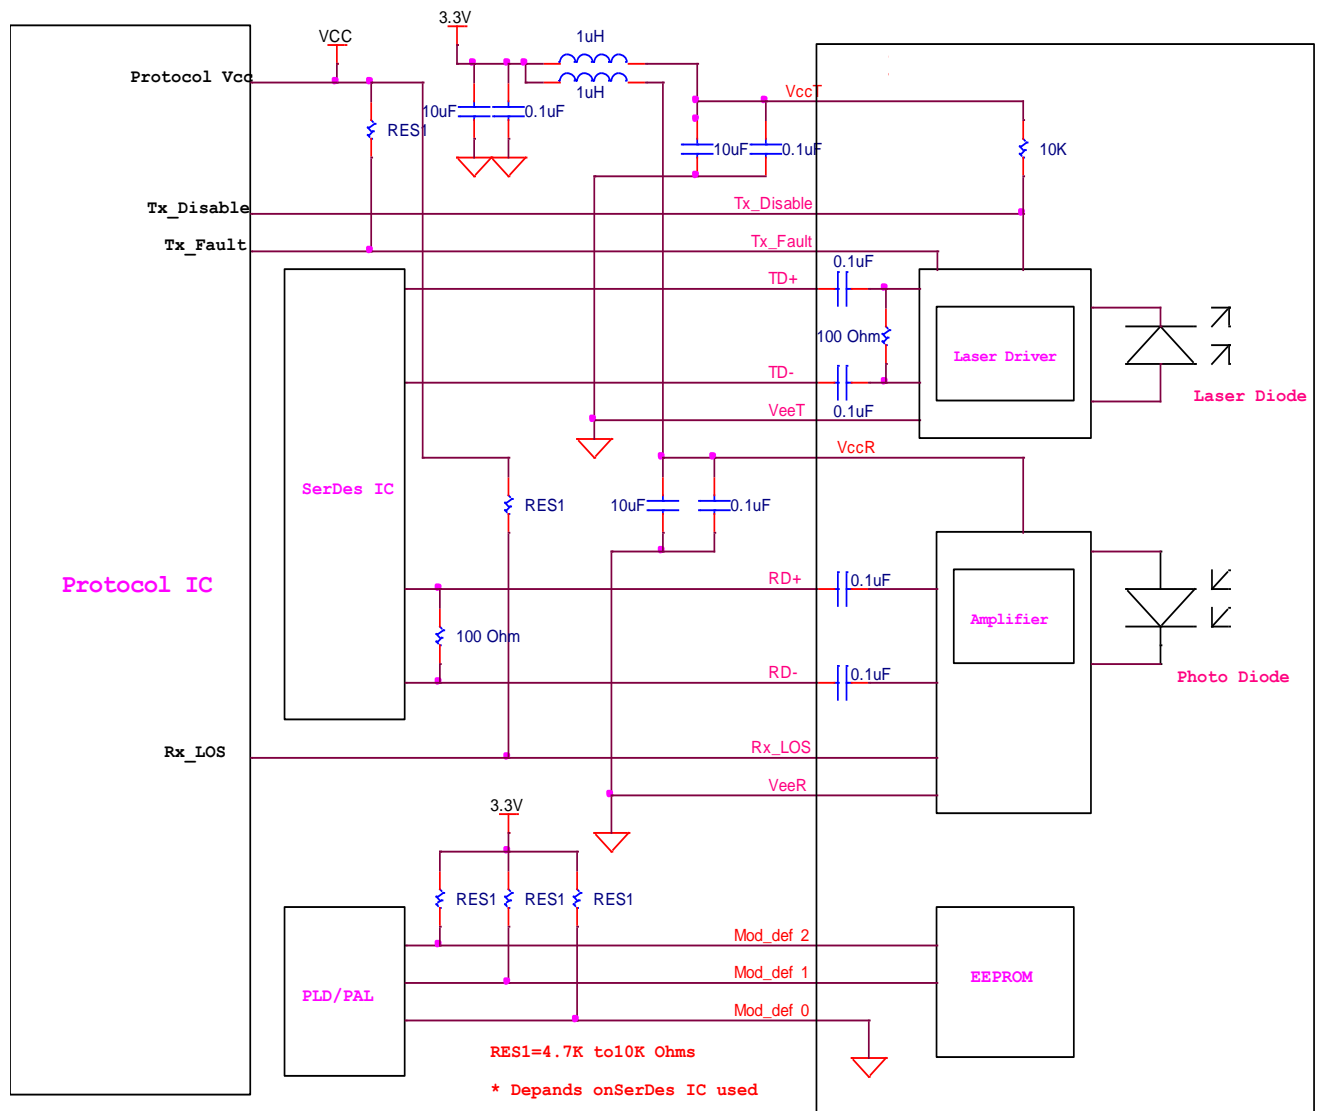 3.3V
1uH
VCC
Protocol Vcc
1uH
VccT
10uF
0.1uF
RES1
10uF
0.1uF
10K
Tx_Disable
Tx_Disable
Tx_Fault
Tx_Fault
0.1uF
TD+
100 Ohm
Laser Driver
TD-
Laser Diode
VeeT
0.1uF
VccR
SerDes IC
RES1
10uF
0.1uF
Protocol IC
RD+
0.1uF
100 Ohm
Amplifier
RD-
0.1uF
Photo Diode
Rx_LOS
Rx_LOS
VeeR
3.3V
RES1
RES1
RES1
Mod_def 2
Mod_def 1
EEPROM
PLD/PAL
Mod_def 0
RES1=4.7K to10K Ohms
* Depands onSerDes IC used